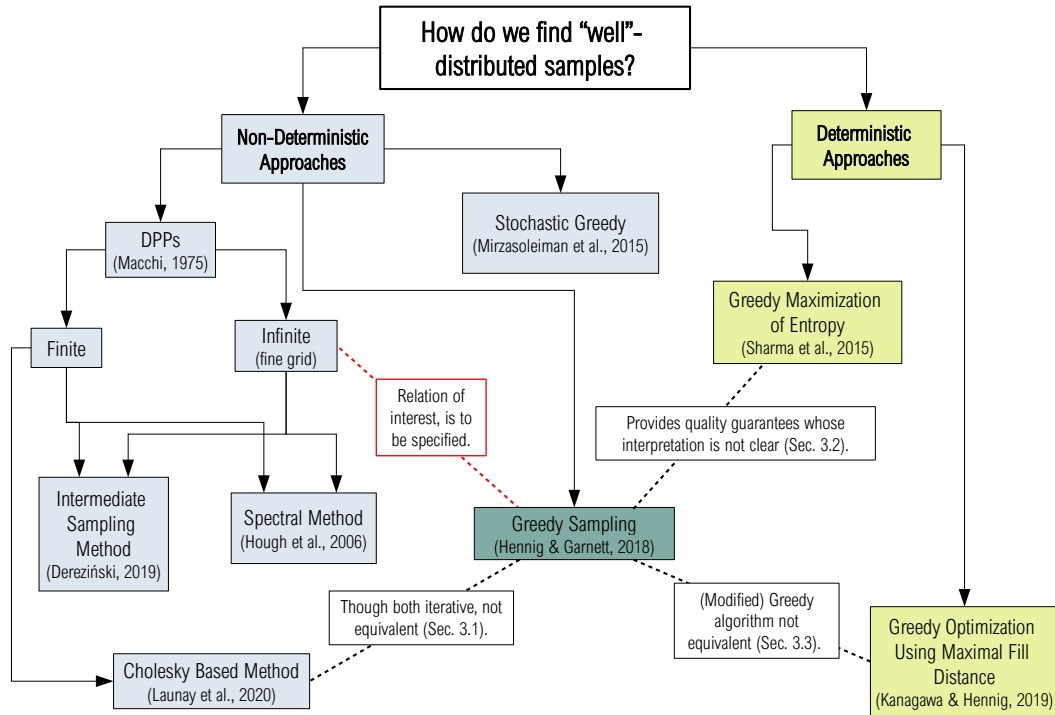 How do we find “well”-
distributed samples?
Non-Deterministic
Approaches
Deterministic
Approaches
Stochastic Greedy
(Mirzasoleiman et al., 2015)
DPPs
(Macchi, 1975)
Greedy Maximization
of Entropy
(Sharma et al., 2015)
Finite
Infinite
(fine grid)
Relation of
interest, is to
be specified.
Provides quality guarantees whose
interpretation is not clear (Sec. 3.2).
Intermediate
Sampling
Method
(Dereziński, 2019)
Spectral Method
(Hough et al., 2006)
Greedy Sampling
(Hennig & Garnett, 2018)
Though both iterative, not
equivalent (Sec. 3.1).
(Modified) Greedy
algorithm not
equivalent (Sec. 3.3).
Greedy Optimization
Using Maximal Fill
Distance
(Kanagawa & Hennig, 2019)
Cholesky Based Method
(Launay et al., 2020)